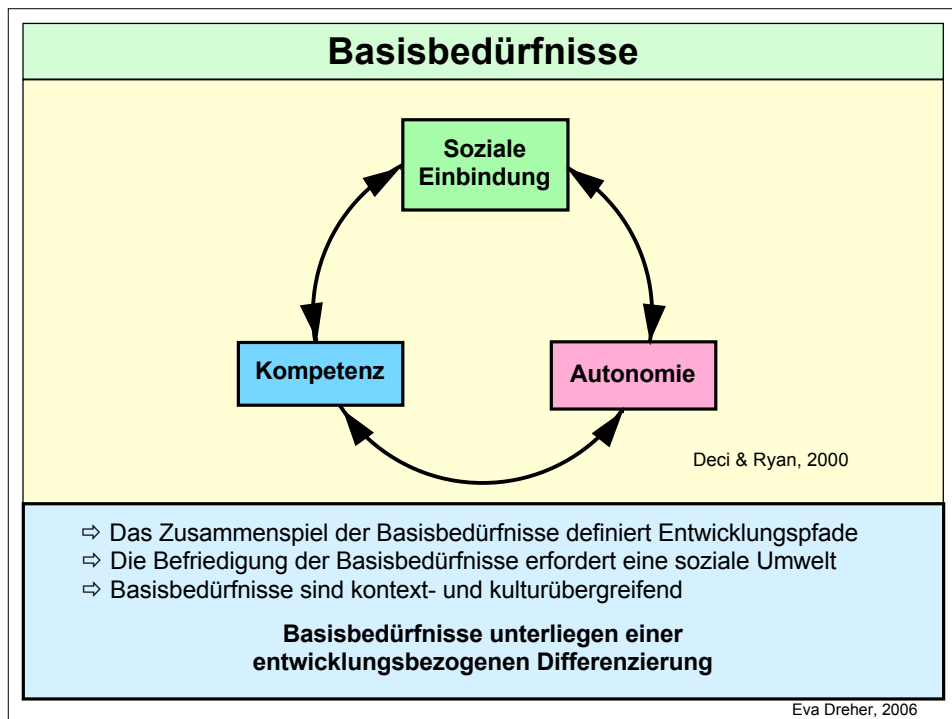 Basisbedürfnisse
Soziale
Einbindung
Kompetenz
Autonomie
Deci & Ryan, 2000
⇨ Das Zusammenspiel der Basisbedürfnisse definiert Entwicklungspfade
⇨ Die Befriedigung der Basisbedürfnisse erfordert eine soziale Umwelt
⇨ Basisbedürfnisse sind kontext- und kulturübergreifend
Basisbedürfnisse unterliegen einer
entwicklungsbezogenen Differenzierung
Eva Dreher, 2006